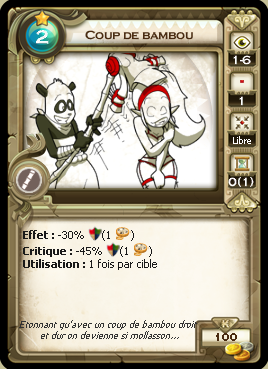 2
COUP DE BAMBOU
1-6
1
Libre
0(1)
Effet : -30% (1 )
Critique : -45% (1 )
Utilisation : 1 fois par cible
Etonnant qu'avec un coup de bambou droit
et dur on devienne si mollasson...
K
100